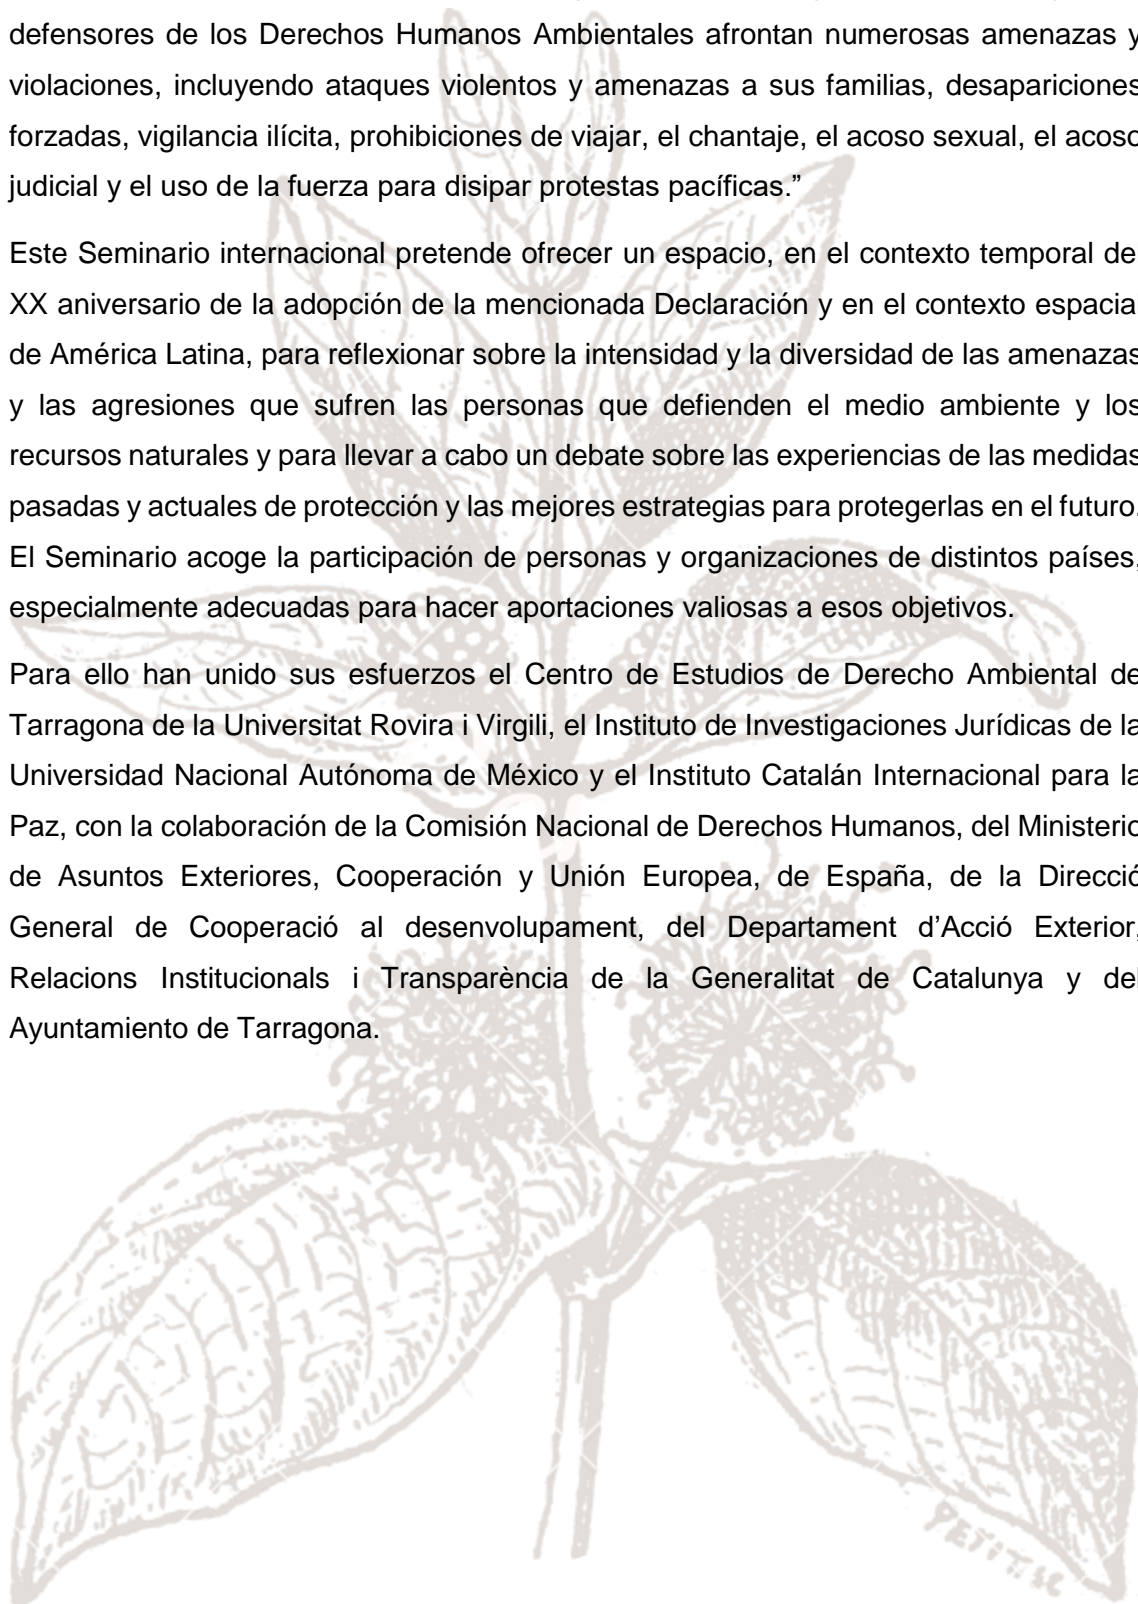 defensores de los Derechos Humanos Ambientales afrontan numerosas amenazas y
violaciones, incluyendo ataques violentos y amenazas a sus familias, desapariciones
forzadas, vigilancia ilícita, prohibiciones de viajar, el chantaje, el acoso sexual, el acoso
judicial y el uso de la fuerza para disipar protestas pacíficas.”
Este Seminario internacional pretende ofrecer un espacio, en el contexto temporal de
XX aniversario de la adopción de la mencionada Declaración y en el contexto espacia
de América Latina, para reflexionar sobre la intensidad y la diversidad de las amenazas
y las agresiones que sufren las personas que defienden el medio ambiente y los
recursos naturales y para llevar a cabo un debate sobre las experiencias de las medidas
pasadas y actuales de protección y las mejores estrategias para protegerlas en el futuro.
El Seminario acoge la participación de personas y organizaciones de distintos países,
especialmente adecuadas para hacer aportaciones valiosas a esos objetivos.
Para ello han unido sus esfuerzos el Centro de Estudios de Derecho Ambiental de
Tarragona de la Universitat Rovira i Virgili, el Instituto de Investigaciones Jurídicas de la
Universidad Nacional Autónoma de México y el Instituto Catalán Internacional para la
Paz, con la colaboración de la Comisión Nacional de Derechos Humanos, del Ministerio
de Asuntos Exteriores, Cooperación y Unión Europea, de España, de la Direcció
General de Cooperació al desenvolupament, del Departament d’Acció Exterior,
Relacions Institucionals i Transparència de la Generalitat de Catalunya y del
Ayuntamiento de Tarragona.